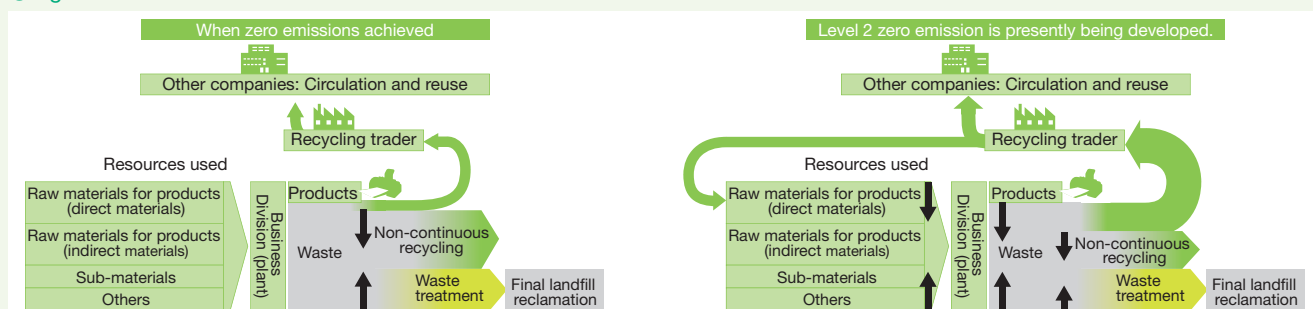 When zero emissions achieved
Other companies: Circulation and reuse
Recycling trader
Resources used
Raw materials for products
(direct materials)
Raw materials for products
(indirect materials)
Sub-materials
Others
Business
Division (plant)
Products
Waste
Non-continuous
recycling
Waste
treatment
Final landfill
reclamation
Level 2 zero emission is presently being developed.
Other companies: Circulation and reuse
Recycling trader
Resources used
Raw materials for products
(direct materials)
Raw materials for products
(indirect materials)
Sub-materials
Others
Business
Division (plant)
Products
Waste
Non-continuous
recycling
Waste
treatment
Final landfill
reclamation